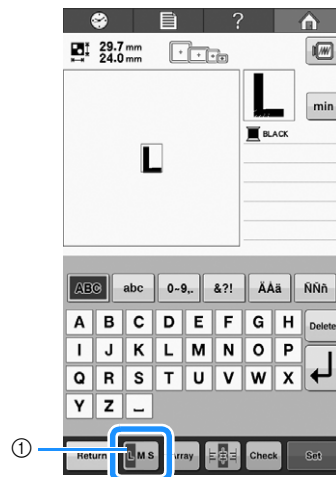 ?
29.7 mm
24.0 mm
L
min
BLACK
L
ABC abc 0~9,. &?! ÄÅä ÑÑñ
A B C D E F G H Delete
I J K L M N O P
Q R S T U V W X
Y Z
① Return L M S Array Check Set